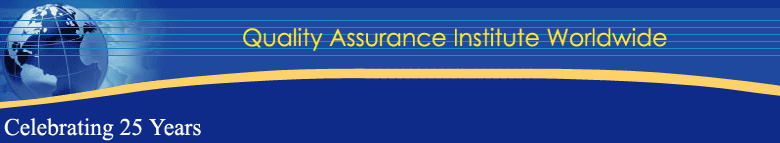 Quality Assurance Institute Worldwide
Celebrating 25 Years